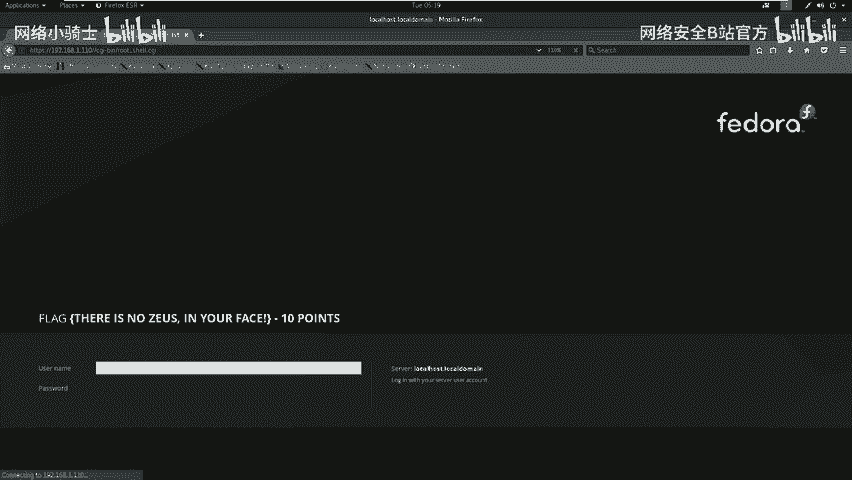 Applications Places Firefox ESR Tue 05:19
localhost.localdomain - Mozilla Firefox
网络小骑士 bilibili 网络安全B站官方 bilibili
https://192.168.1.110/cgi-bin/root_shell.cgi 110% Search
fedora
FLAG {THERE IS NO ZEUS, IN YOUR FACE!} - 10 POINTS
User name
Server: localhost.localdomain
Log in with your server user account.
Password
Connecting to 192.168.1.110...